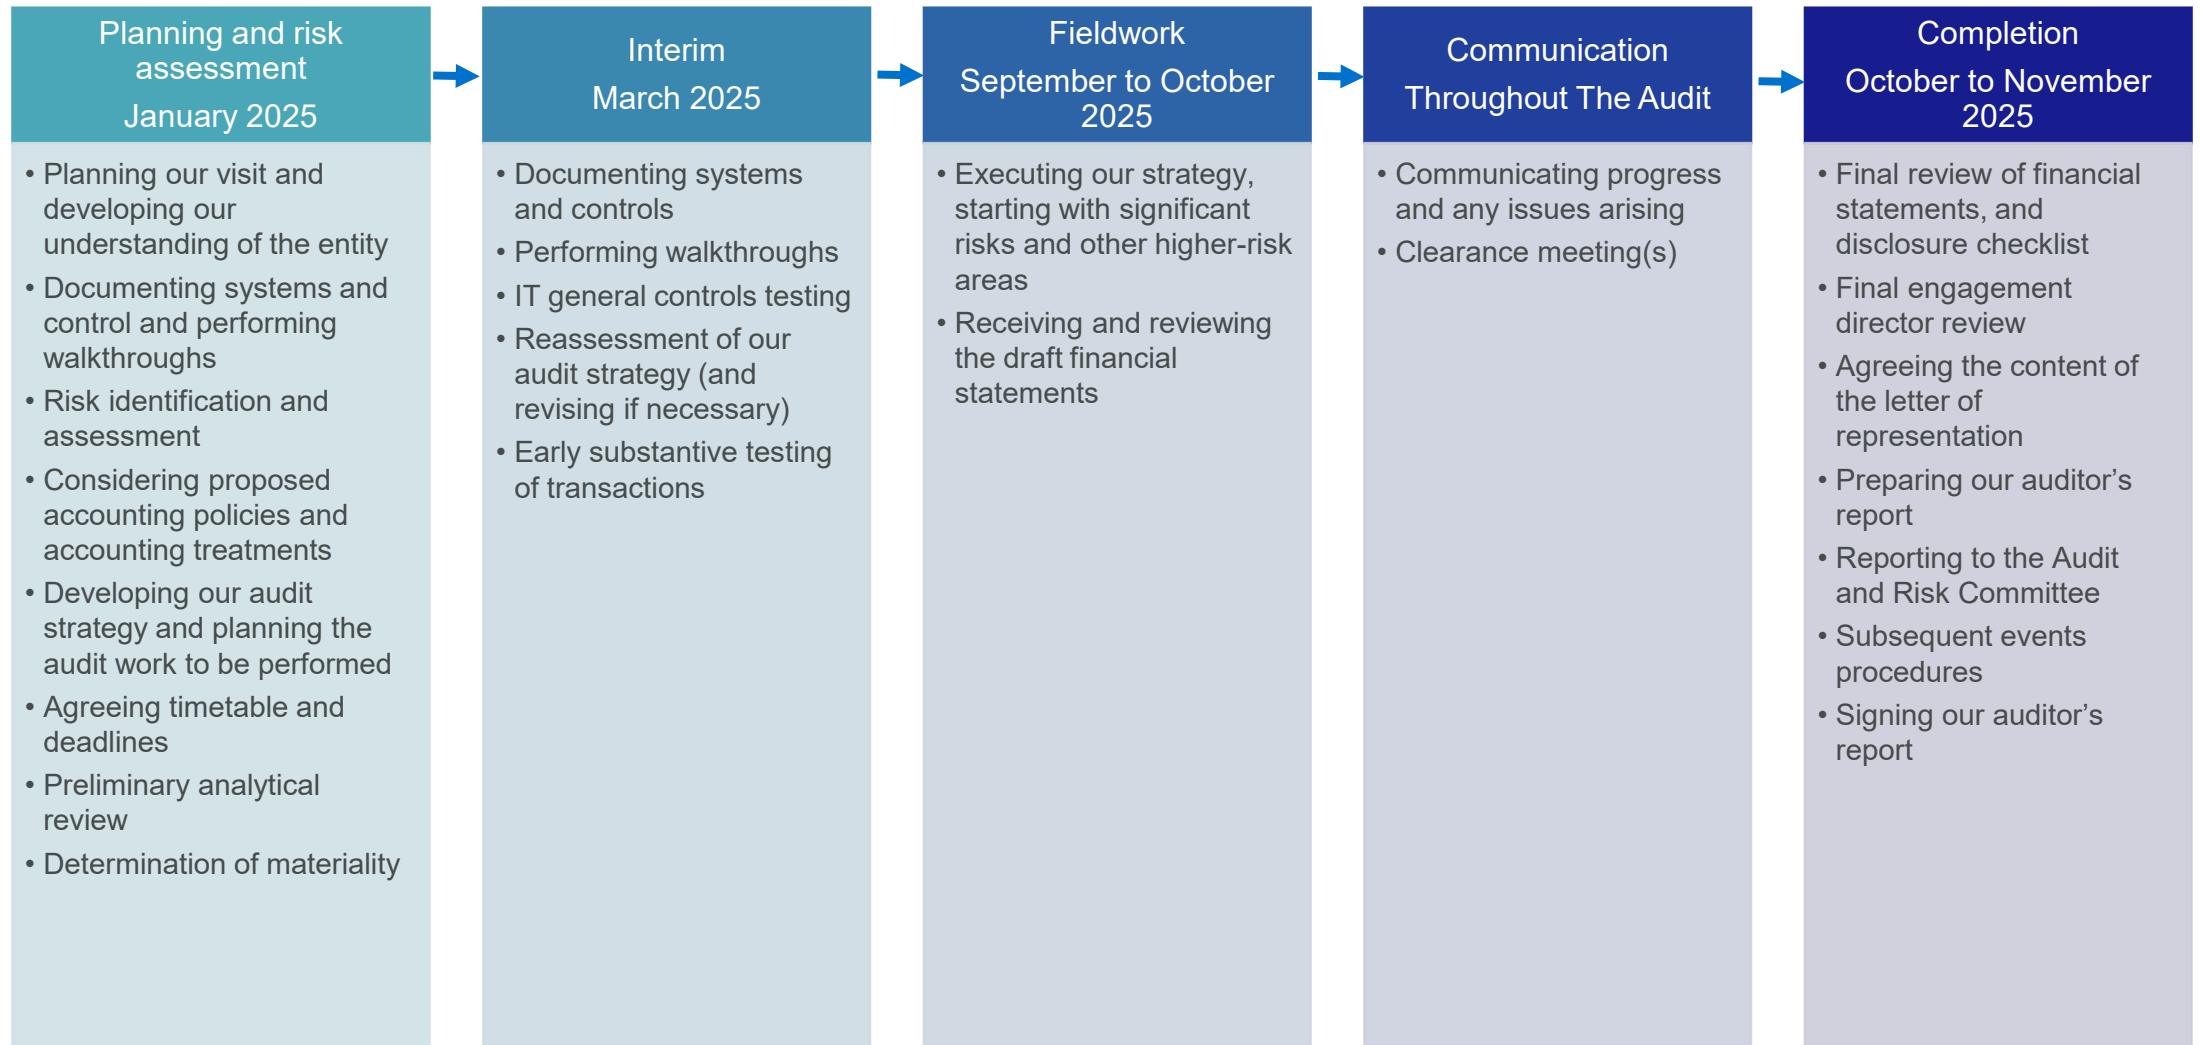 Planning and risk
assessment
January 2025
• Planning our visit and
developing our
understanding of the entity
• Documenting systems and
control and performing
walkthroughs
• Risk identification and
assessment
• Considering proposed
accounting policies and
accounting treatments
• Developing our audit
strategy and planning the
audit work to be performed
• Agreeing timetable and
deadlines
• Preliminary analytical
review
• Determination of materiality
Interim
March 2025
• Documenting systems
and controls
• Performing walkthroughs
• IT general controls testing
• Reassessment of our
audit strategy (and
revising if necessary)
• Early substantive testing
of transactions
Fieldwork
September to October
2025
• Executing our strategy,
starting with significant
risks and other higher-risk
areas
• Receiving and reviewing
the draft financial
statements
Communication
Throughout The Audit
• Communicating progress
and any issues arising
• Clearance meeting(s)
Completion
October to November
2025
• Final review of financial
statements, and
disclosure checklist
• Final engagement
director review
• Agreeing the content of
the letter of
representation
• Preparing our auditor’s
report
• Reporting to the Audit
and Risk Committee
• Subsequent events
procedures
• Signing our auditor’s
report